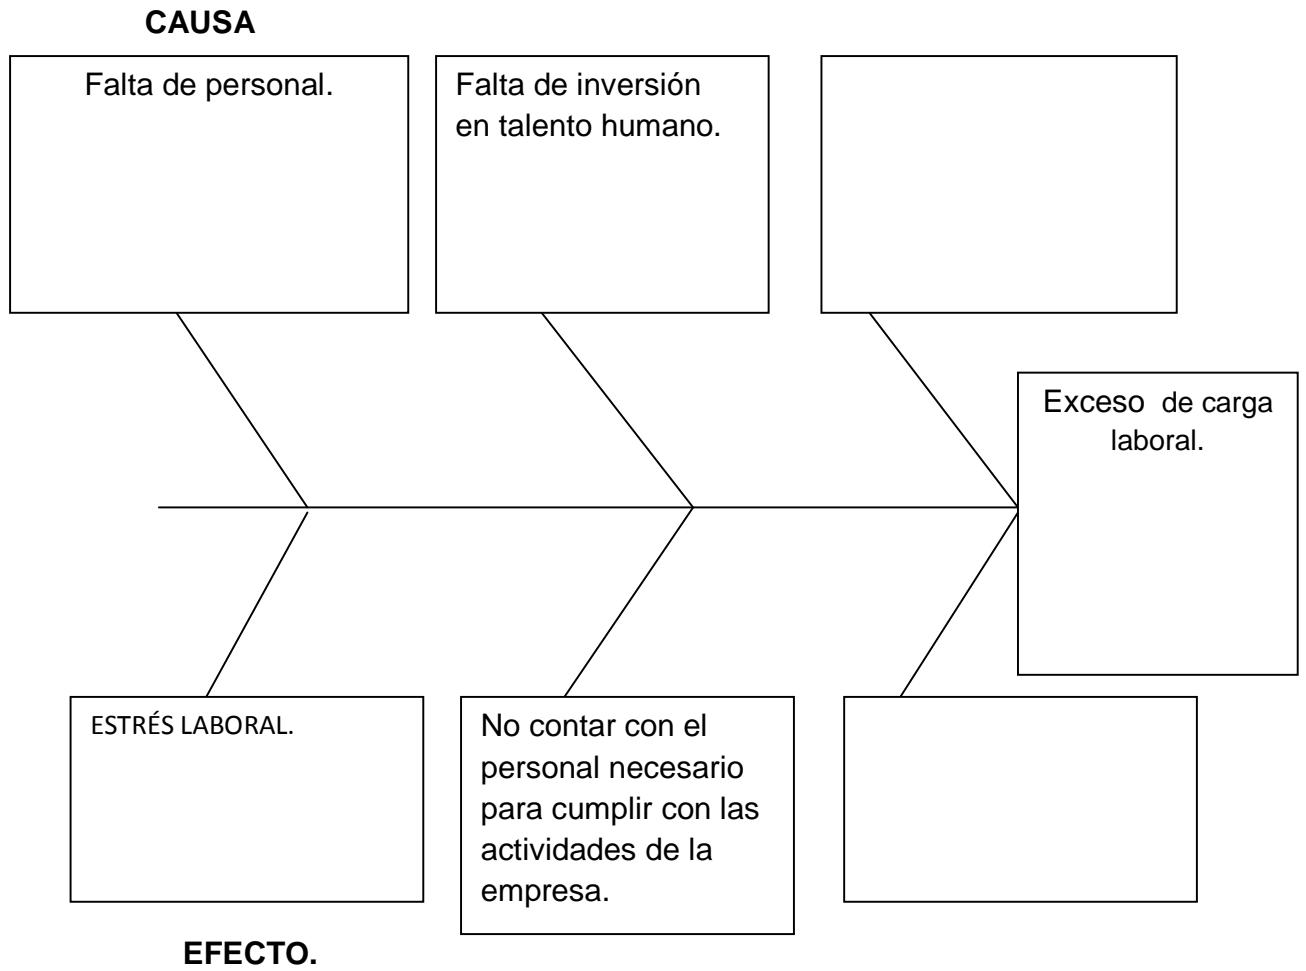 CAUSA
Falta de personal.
Falta de inversión
en talento humano.
Exceso  de carga
laboral.
ESTRÉS LABORAL.
No contar con el
personal necesario
para cumplir con las
actividades de la
empresa.
EFECTO.